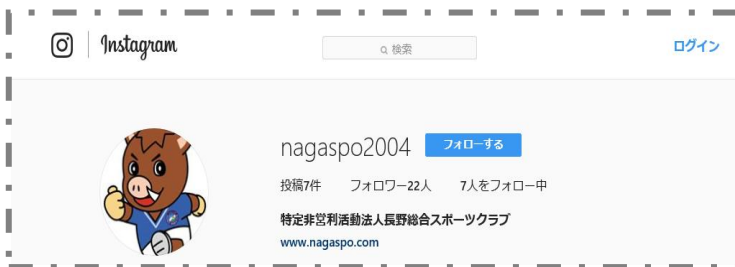 Instagram
検索
ログイン
nagaspo2004 フォローする
投稿7件 フォロワー22人 7人をフォロー中
特定非営利活動法人長野総合スポーツクラブ
www.nagaspo.com